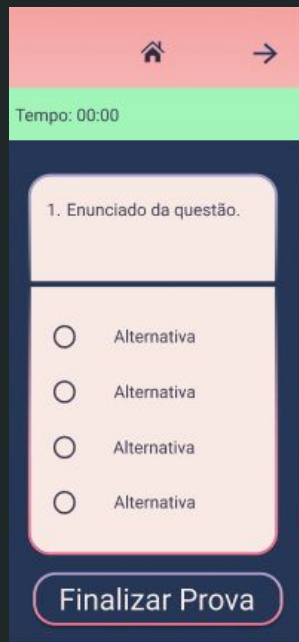 Tempo: 00:00
1. Enunciado da questão.
Alternativa
Alternativa
Alternativa
Alternativa
Finalizar Prova